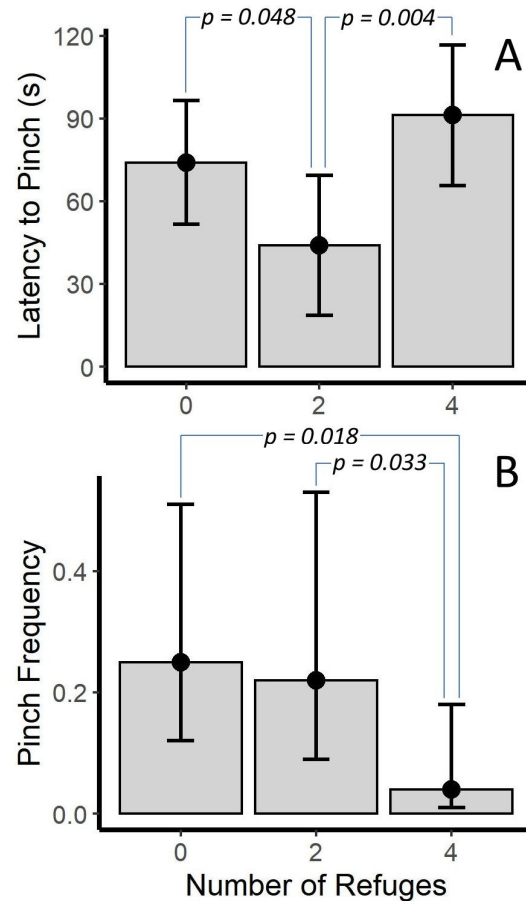 p = 0.048
p = 0.004
A
120
90
60
30
0
Latency to Pinch (s)
0 2 4
p = 0.018
p = 0.033
B
0.4
0.2
0.0
Pinch Frequency
0 2 4
Number of Refuges